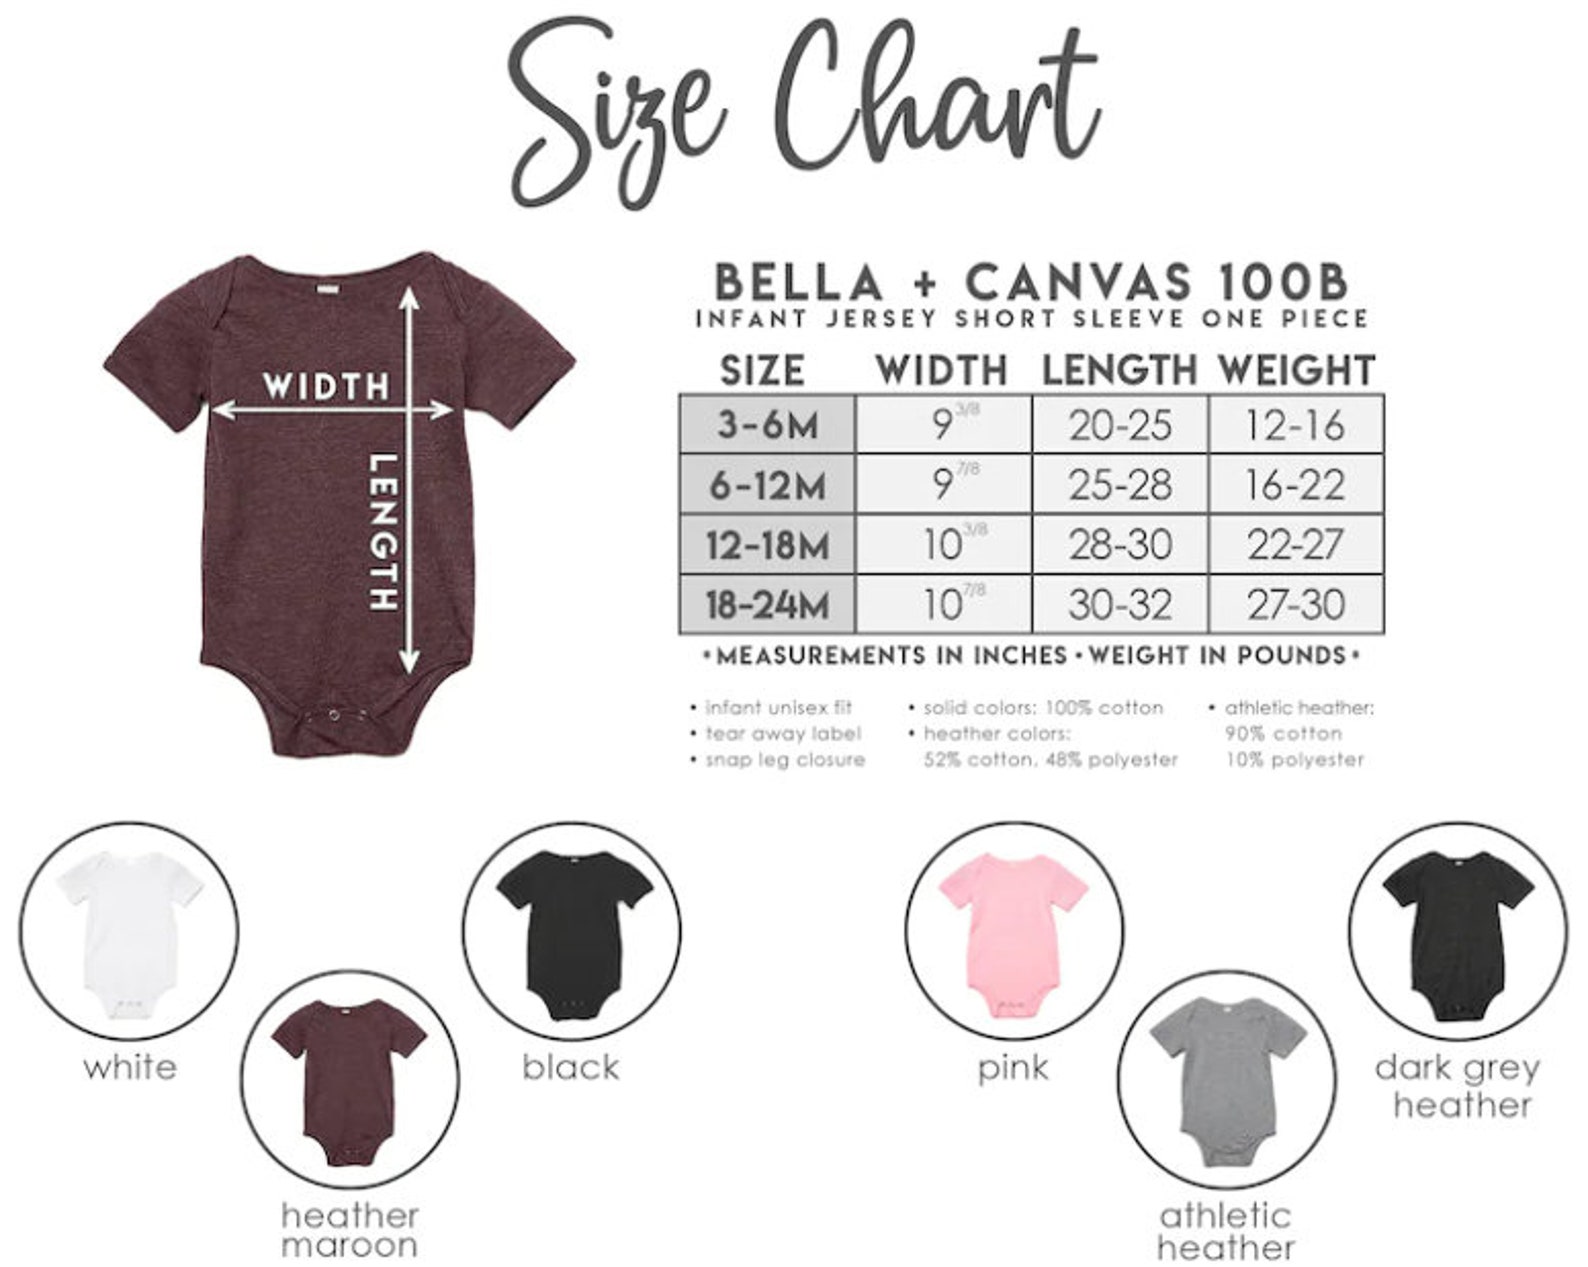 Size Chart
WIDTH
LENGTH
BELLA + CANVAS 100B
INFANT JERSEY SHORT SLEEVE ONE PIECE
SIZE WIDTH LENGTH WEIGHT
3-6M 9 3/8 20-25 12-16
6-12M 9 7/8 25-28 16-22
12-18M 10 3/8 28-30 22-27
18-24M 10 7/8 30-32 27-30
•MEASUREMENTS IN INCHES • WEIGHT IN POUNDS•
• infant unisex fit
• tear away label
• snap leg closure
• solid colors: 100% cotton
• heather colors:
52% cotton, 48% polyester
• athletic heather:
90% cotton
10% polyester
white
heather
maroon
black
pink
athletic
heather
dark grey
heather